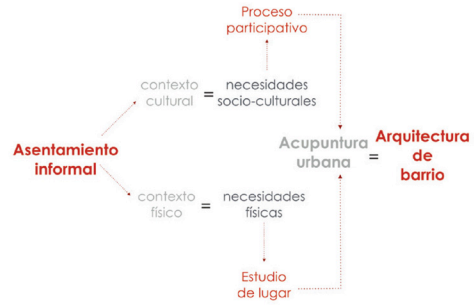 Proceso
participativo
contexto
cultural
=
necesidades
socio-culturales
Asentamiento
informal
Acupuntura
urbana
=
Arquitectura
de
barrio
contexto
físico
=
necesidades
físicas
Estudio
de lugar